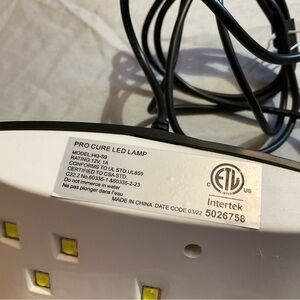 PRO CURE LED LAMP
MODEL:HQ-S9
RATING:12V, 1A
CONFORMS TO UL STD.UL859
CERTIFIED TO CSA STD.
C22.2 No.60335-1 &60335-2-23
Do not immerce in water
Ne pas plonger dans l'eau
MADE IN CHINA DATE CODE 03/22
C ETL US
Intertek
5026758